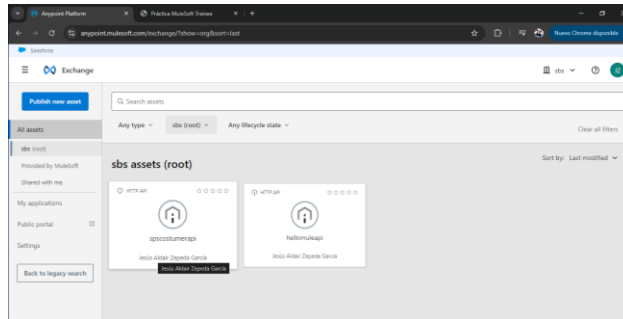 Anypoint Platform
Práctica MuleSoft Trainee
anypoint.mulesoft.com/exchange/?show=org&sort=last
Nuevo Chrome disponible
Salesforce
Exchange
sbs
Publish new asset
Search assets
All assets
Any type
sbs (root)
Any lifecycle state
Clear all filters
sbs (root)
Provided by MuleSoft
Shared with me
sbs assets (root)
Sort by: Last modified
My applications
Public portal
Settings
Back to legacy search
HTTP API
HTTP API
spscostumerapi
hellomuleapi
Jesús Aldair Zepeda García
Jesús Aldair Zepeda García
Jesús Aldair Zepeda García